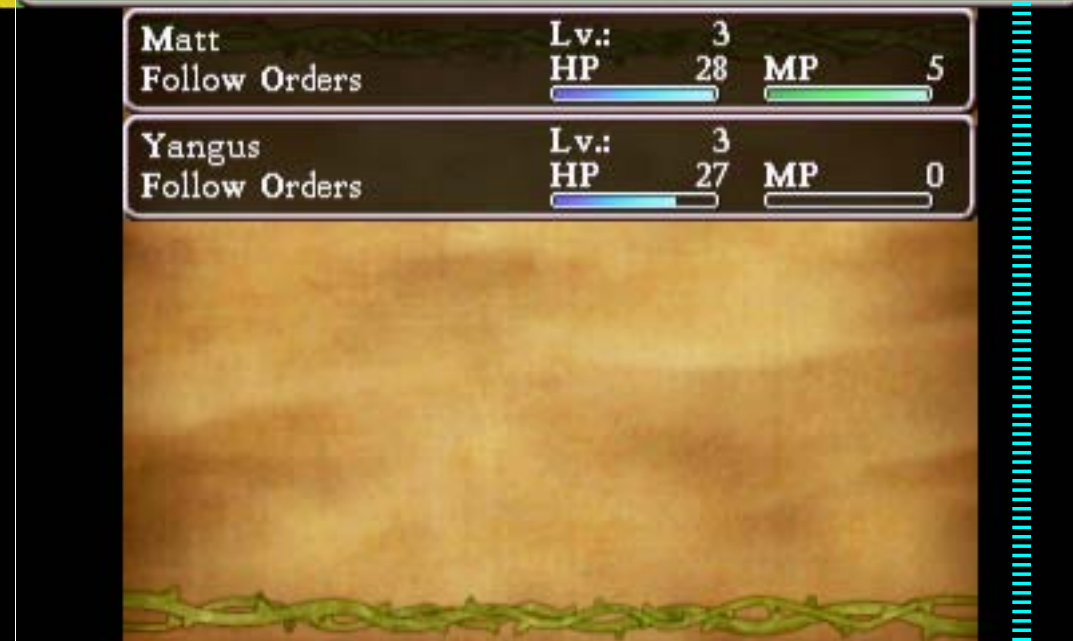 Matt Lv.: 3
Follow Orders HP 28 MP 5
Yangus Lv.: 3
Follow Orders HP 27 MP 0